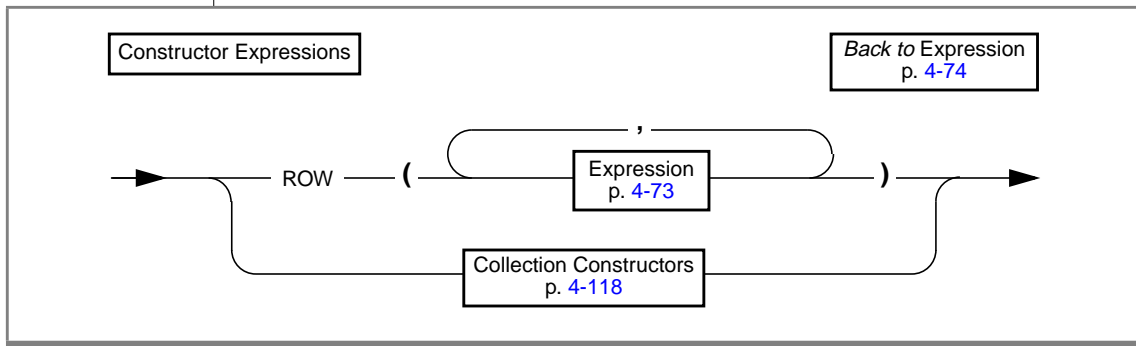 Constructor Expressions
Back to Expression
p. 4-74
,
ROW ( Expression )
p. 4-73
Collection Constructors
p. 4-118